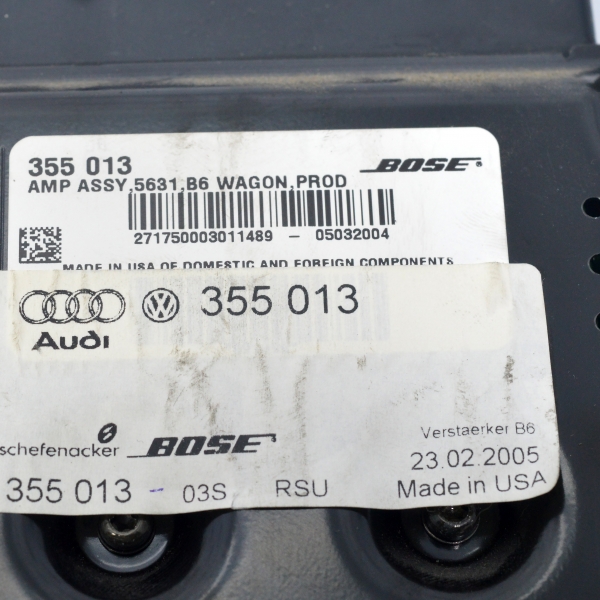 355 013
BOSE
AMP ASSY,5631,B6 WAGON,PROD
271750003011489 - 05032004
MADE IN USA OF DOMESTIC AND FOREIGN COMPONENTS
355 013
Audi
schefenacker BOSE
Verstaerker B6
23.02.2005
355 013 - 03S RSU Made in USA